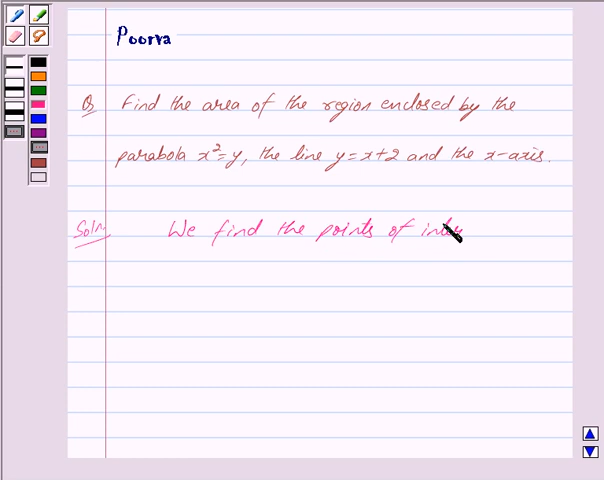 Poorva
Q Find the area of the region enclosed by the
parabola x²=y, the line y=x+2 and the x-axis.
Soln. We find the points of inte